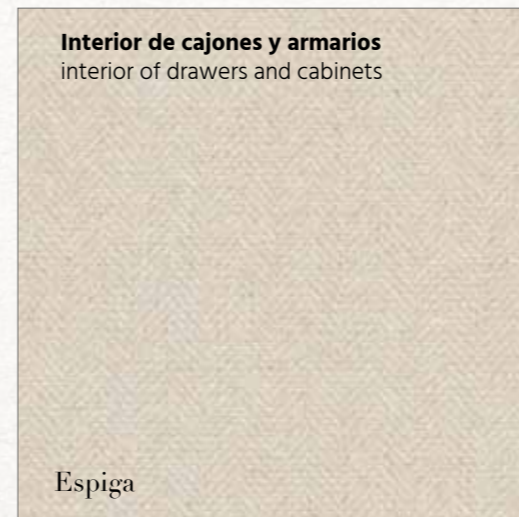 Interior de cajones y armarios
interior of drawers and cabinets
Espiga